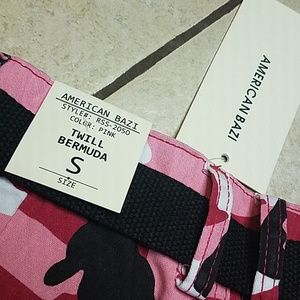 AMERICAN BAZI
STYLE#: RSS-2050
COLOR: PINK
TWILL
BERMUDA
S
SIZE
AMERICAN BAZI